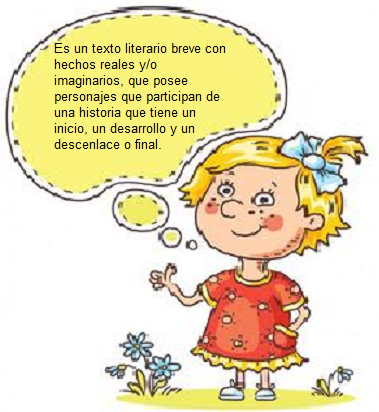 Es un texto literario breve con
hechos reales y/o
imaginarios, que posee
personajes que participan de
una historia que tiene un
inicio, un desarrollo y un
descenlace o final.